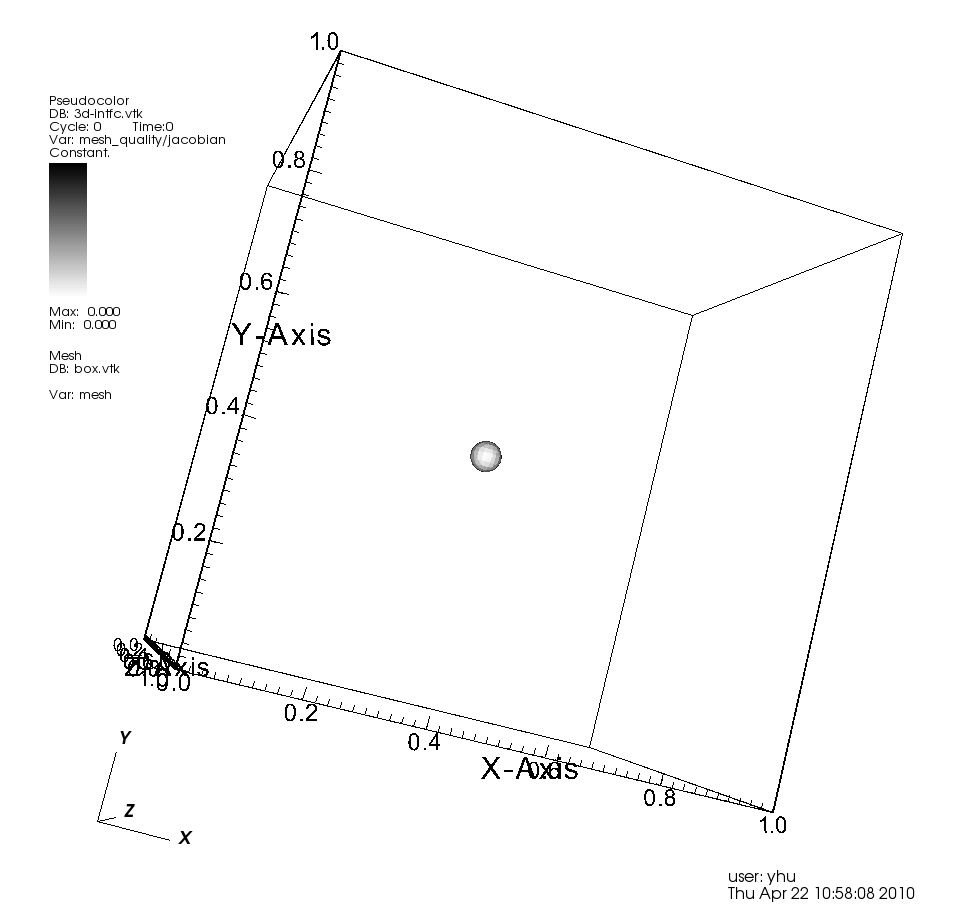 Pseudocolor
DB: 3d-intfc.vtk
Cycle: 0 Time:0
Var: mesh_quality/jacobian
Constant.
Max: 0.000
Min: 0.000
Mesh
DB: box.vtk
Var: mesh
1.0
0.8
0.6
Y-Axis
0.4
0.2
Z-Axis
0.0
0.2
0.4
X-Axis
0.6
0.8
1.0
Y
Z
X
user: yhu
Thu Apr 22 10:58:08 2010